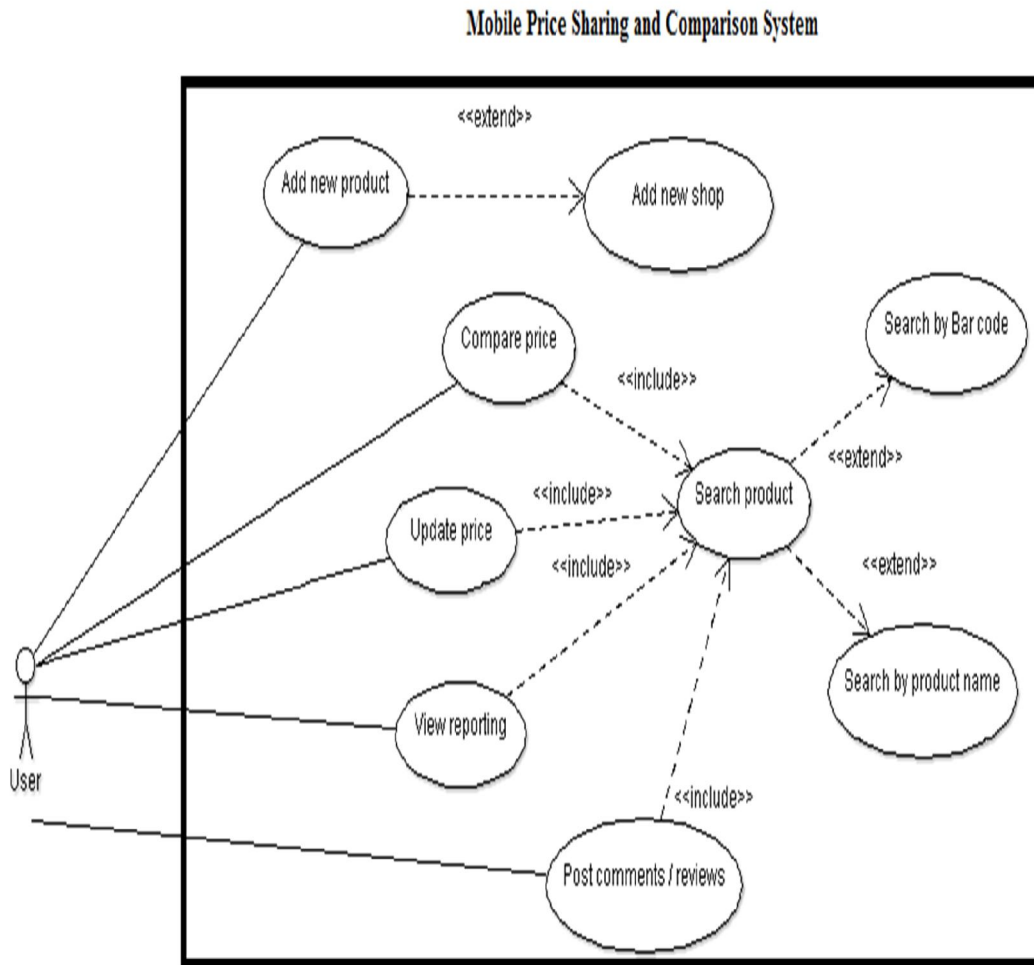 Mobile Price Sharing and Comparison System
<<extend>>
Add new product
Add new shop
Search by Bar code
Compare price
<<include>>
<<extend>>
Search product
<<include>>
Update price
<<include>>
<<extend>>
Search by product name
View reporting
User
<<include>>
Post comments / reviews